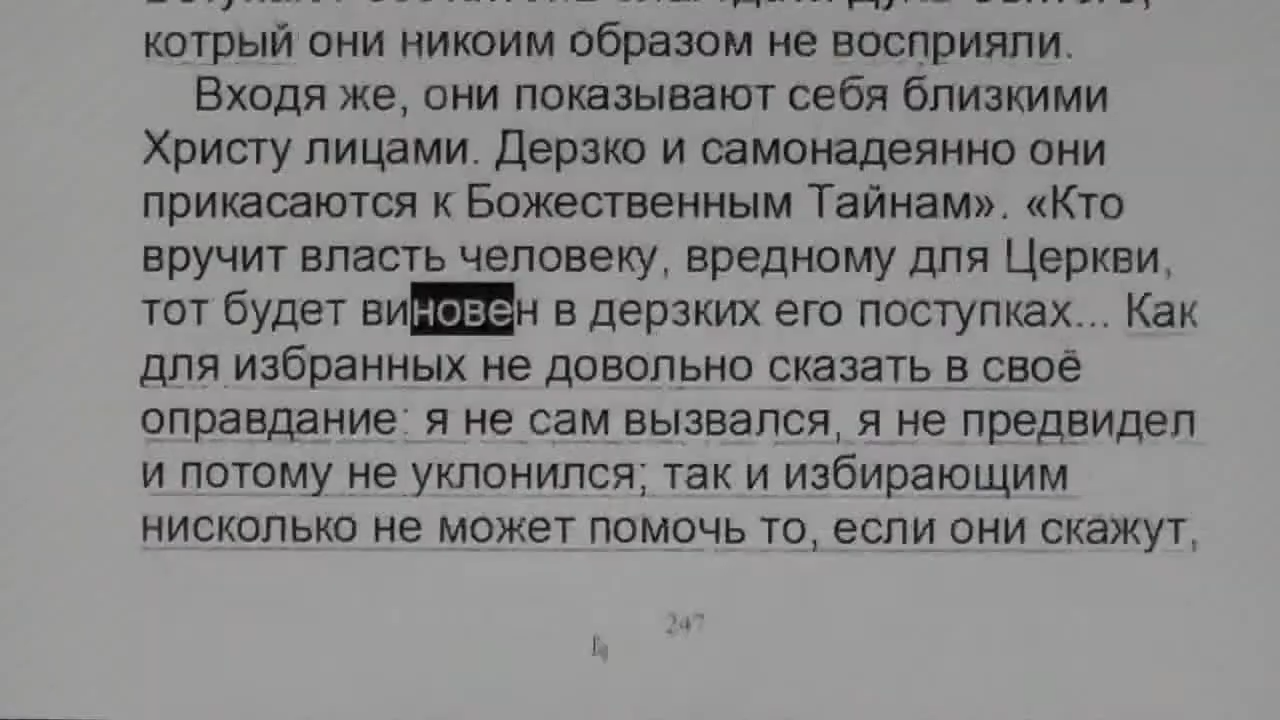 котрый они никоим образом не восприяли.
Входя же, они показывают себя близкими
Христу лицами. Дерзко и самонадеянно они
прикасаются к Божественным Тайнам». «Кто
вручит власть человеку, вредному для Церкви,
тот будет виновен в дерзких его поступках... Как
для избранных не довольно сказать в своё
оправдание: я не сам вызвался, я не предвидел
и потому не уклонился; так и избирающим
нисколько не может помочь то, если они скажут,
247